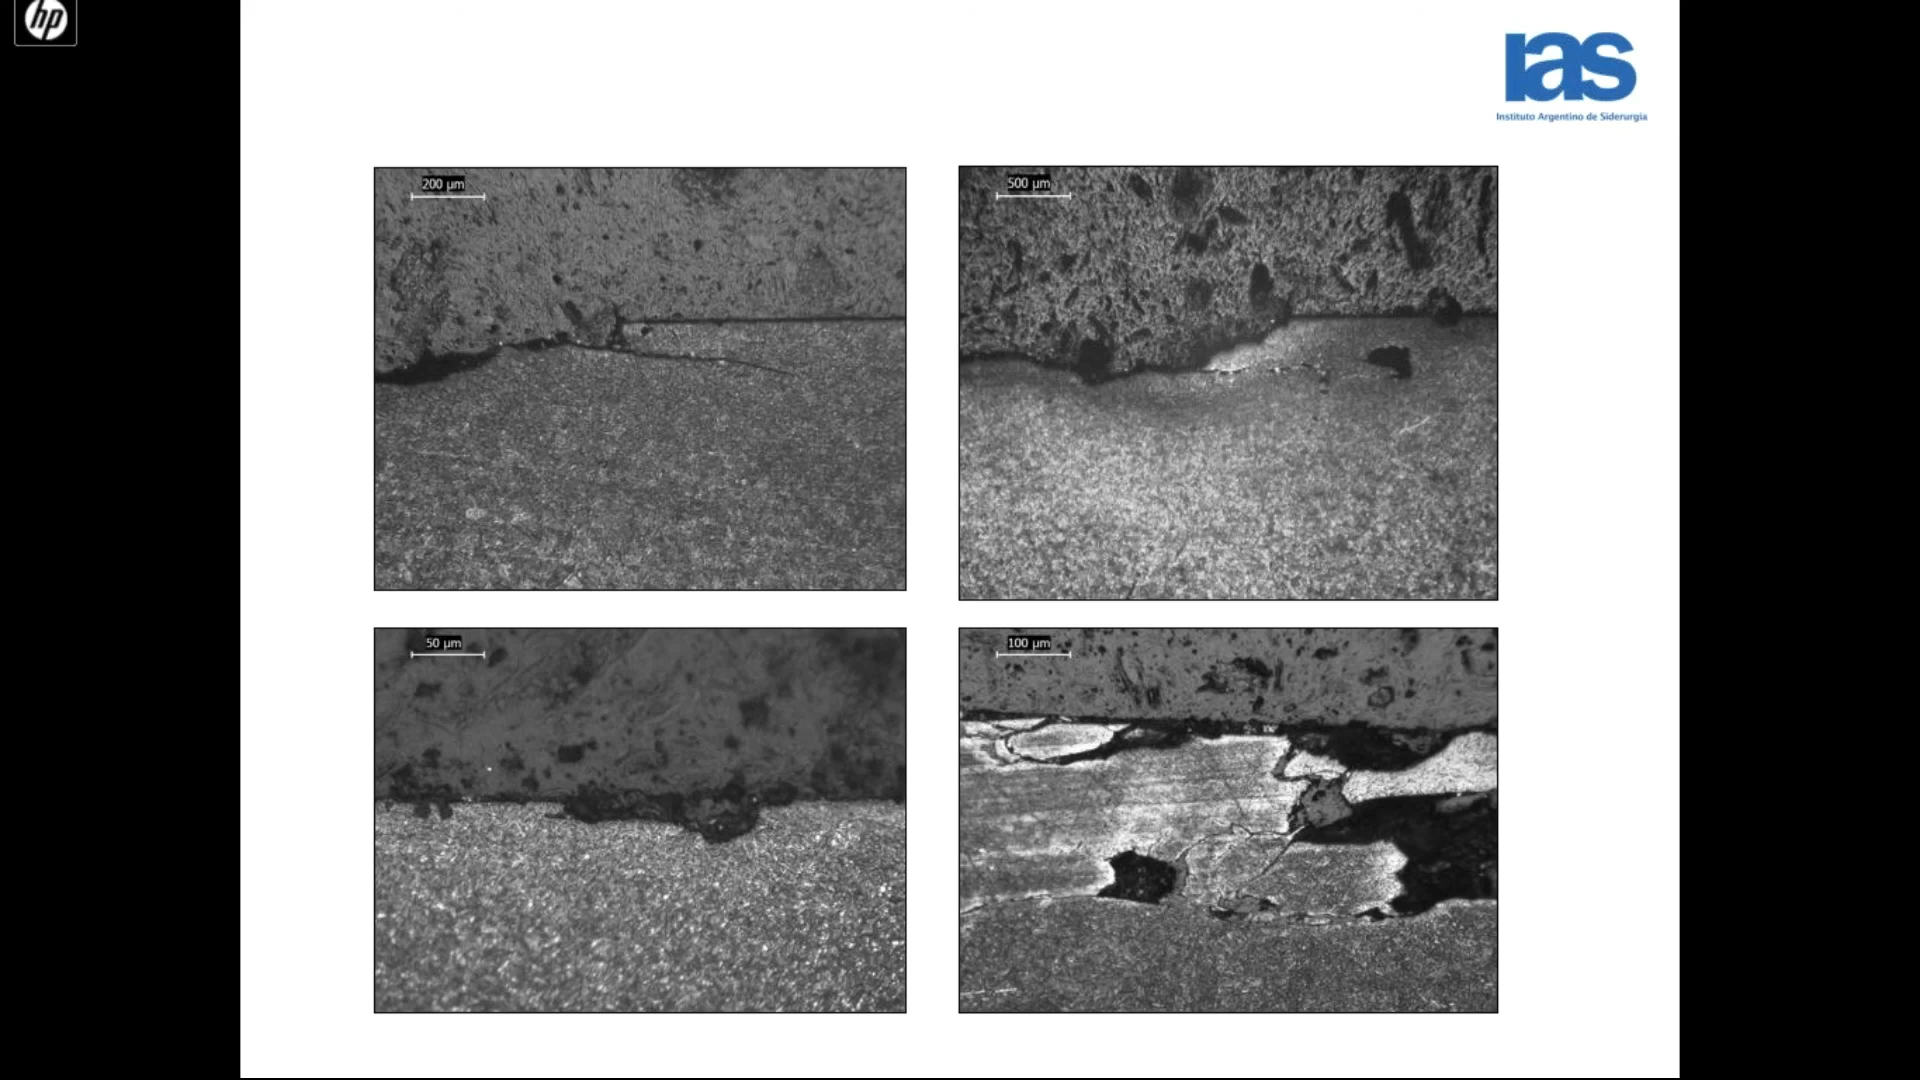 hp
ias
Instituto Argentino de Siderurgia
200 µm
500 µm
50 µm
100 µm